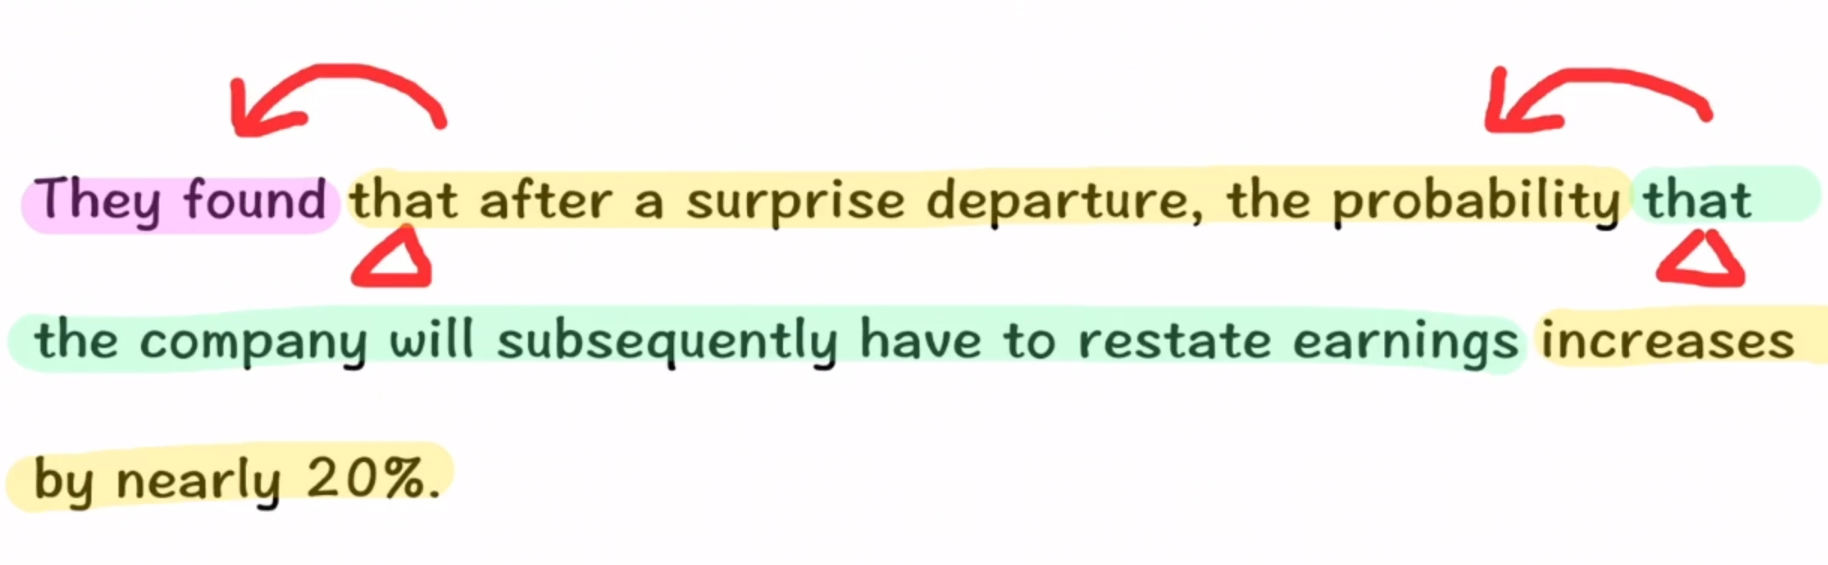 They found that after a surprise departure, the probability that
the company will subsequently have to restate earnings increases
by nearly 20%.